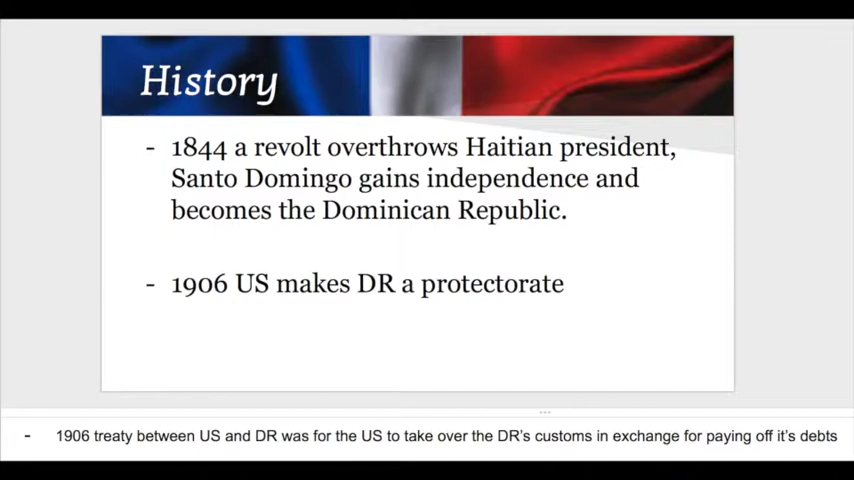 History
- 1844 a revolt overthrows Haitian president,
Santo Domingo gains independence and
becomes the Dominican Republic.
- 1906 US makes DR a protectorate
- 1906 treaty between US and DR was for the US to take over the DR's customs in exchange for paying off it's debts